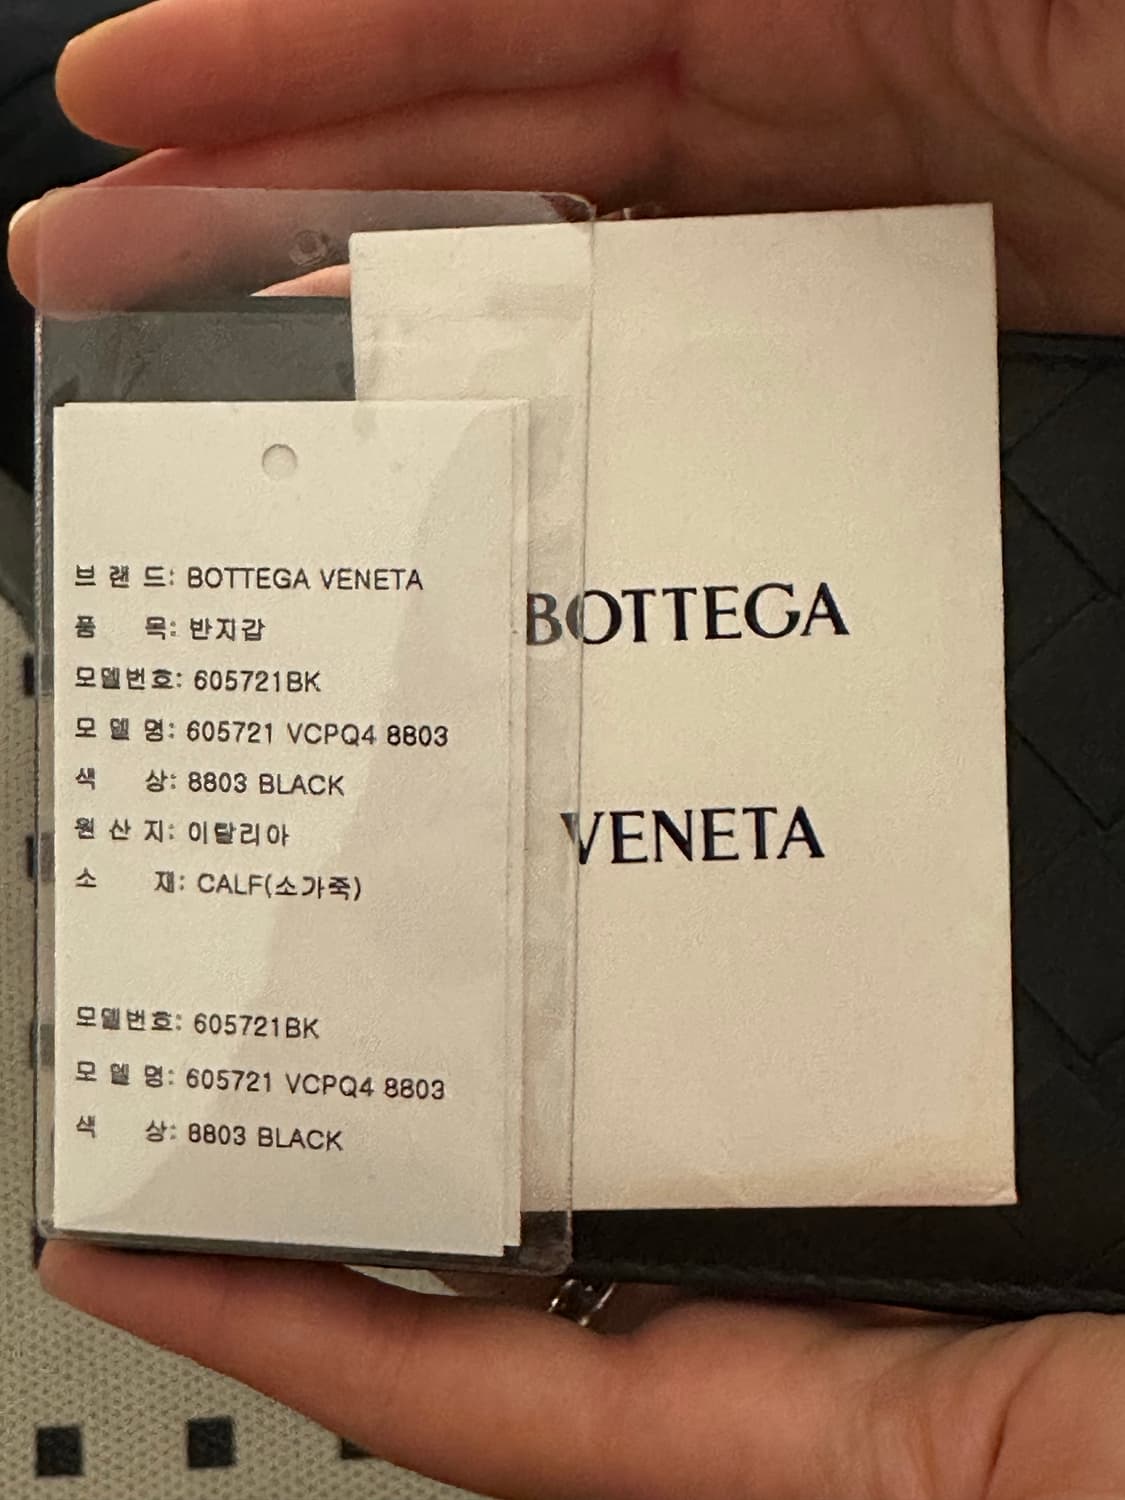 브 랜 드: BOTTEGA VENETA
품 목: 반지갑
모델번호: 605721BK
모 델 명: 605721 VCPQ4 8803
색 상: 8803 BLACK
원 산 지: 이탈리아
소 재: CALF(소가죽)
모델번호: 605721BK
모 델 명: 605721 VCPQ4 8803
색 상: 8803 BLACK
BOTTEGA
VENETA